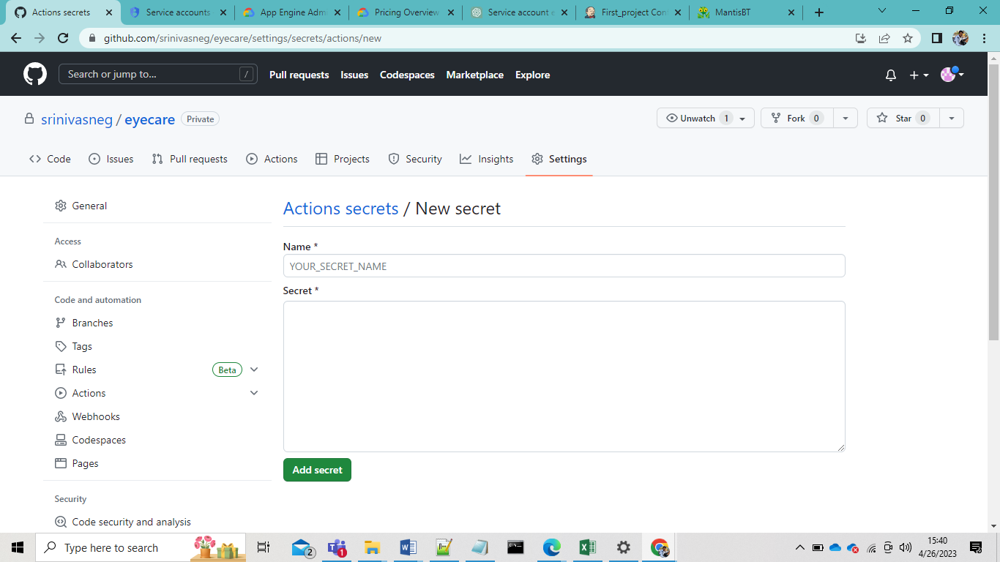 Actions secrets
Service accounts
App Engine Adm
Pricing Overview
Service account e
First_project Con
MantisBT
github.com/srinivasneg/eyecare/settings/secrets/actions/new
Search or jump to...
/
Pull requests
Issues
Codespaces
Marketplace
Explore
srinivasneg / eyecare
Private
Unwatch 1
Fork 0
Star 0
Code
Issues
Pull requests
Actions
Projects
Security
Insights
Settings
General
Access
Collaborators
Code and automation
Branches
Tags
Rules
Beta
Actions
Webhooks
Codespaces
Pages
Security
Code security and analysis
Actions secrets / New secret
Name *
YOUR_SECRET_NAME
Secret *
Add secret
Type here to search
2
1
15:40
4/26/2023